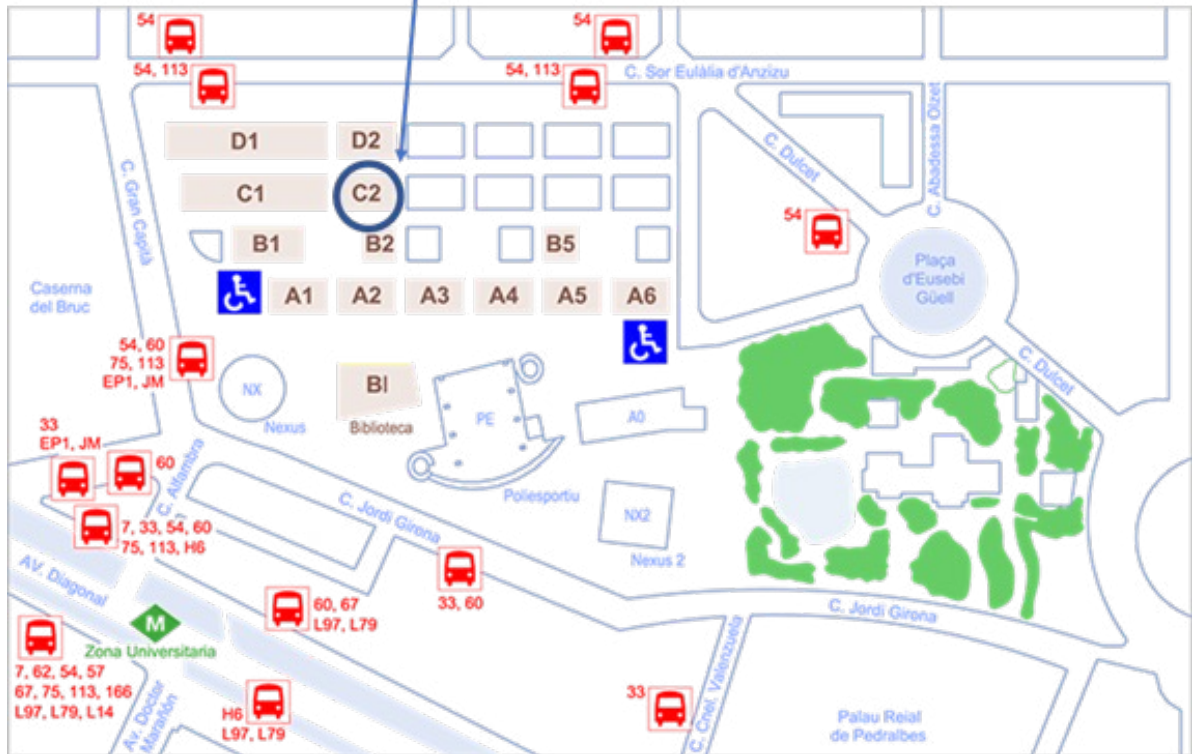 54
54
54, 113
54, 113
C. Sor Eulàlia d'Anzizu
D1
D2
C. Dulcet
C. Abadessa Olzet
C. Gran Capità
C1
C2
54
B1
B2
B5
Plaça
d'Eusebi
Güell
Caserna
del Bruc
A1
A2
A3
A4
A5
A6
54, 60
75, 113
EP1, JM
C. Dulcet
NX
Nexus
BI
Biblioteca
PE
A0
33
EP1, JM
60
C. Alfambra
Poliesportiu
C. Jordi Girona
NX2
Nexus 2
7, 33, 54, 60
75, 113, H6
AV. Diagonal
33, 60
60, 67
L97, L79
C. Jordi Girona
M
Zona Universitaria
7, 62, 54, 57
67, 75, 113, 166
L97, L79, L14
Av. Doctor
Marañón
H6
L97, L79
33
C. Cnel. Valenzuela
Palau Reial
de Pedralbes